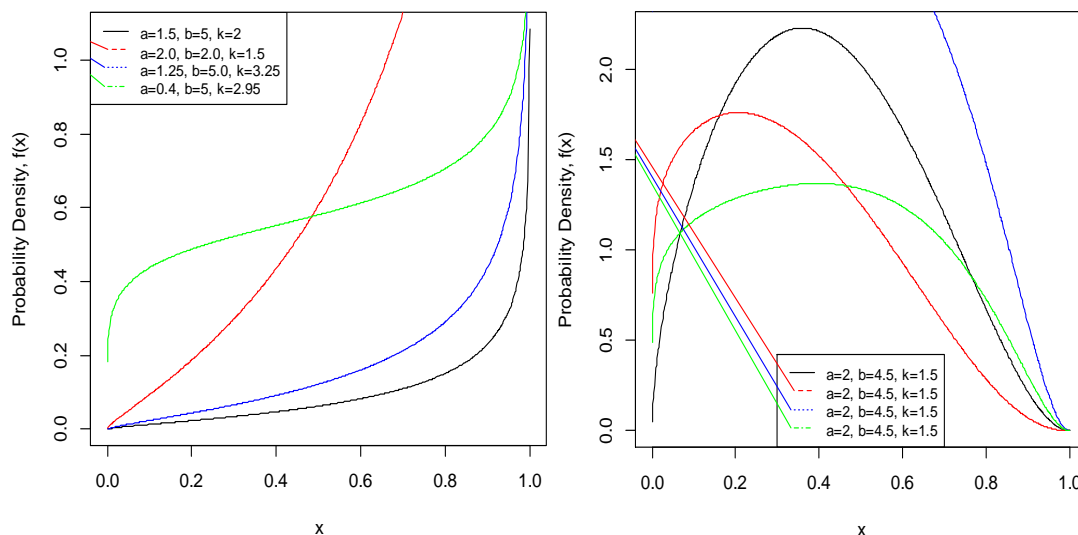 a=1.5, b=5, k=2
a=2.0, b=2.0, k=1.5
a=1.25, b=5.0, k=3.25
a=0.4, b=5, k=2.95
Probability Density, f(x)
1.0
0.8
0.6
0.4
0.2
0.0
0.0 0.2 0.4 0.6 0.8 1.0
x
Probability Density, f(x)
2.0
1.5
1.0
0.5
0.0
a=2, b=4.5, k=1.5
a=2, b=4.5, k=1.5
a=2, b=4.5, k=1.5
a=2, b=4.5, k=1.5
0.0 0.2 0.4 0.6 0.8 1.0
x